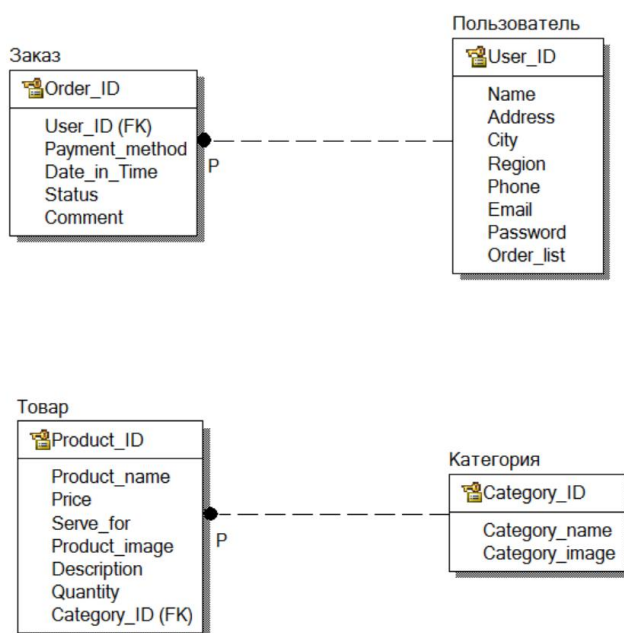 Заказ
Order_ID
User_ID (FK)
Payment_method
Date_in_Time
Status
Comment
P
Пользователь
User_ID
Name
Address
City
Region
Phone
Email
Password
Order_list
Товар
Product_ID
Product_name
Price
Serve_for
Product_image
Description
Quantity
Category_ID (FK)
P
Категория
Category_ID
Category_name
Category_image